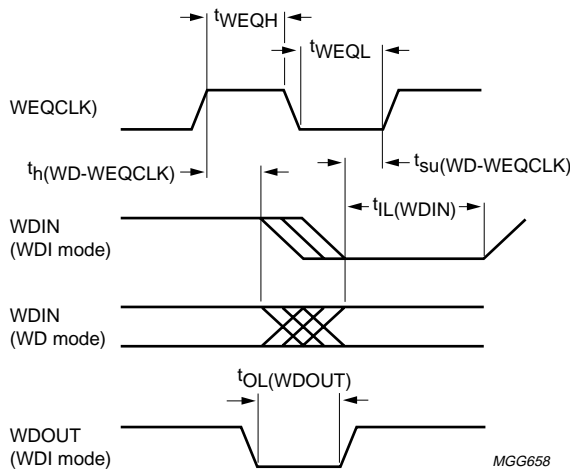 tWEQH
tWEQL
WEQCLK)
th(WD-WEQCLK)
tsu(WD-WEQCLK)
tIL(WDIN)
WDIN
(WDI mode)
WDIN
(WD mode)
tOL(WDOUT)
WDOUT
(WDI mode)
MGG658